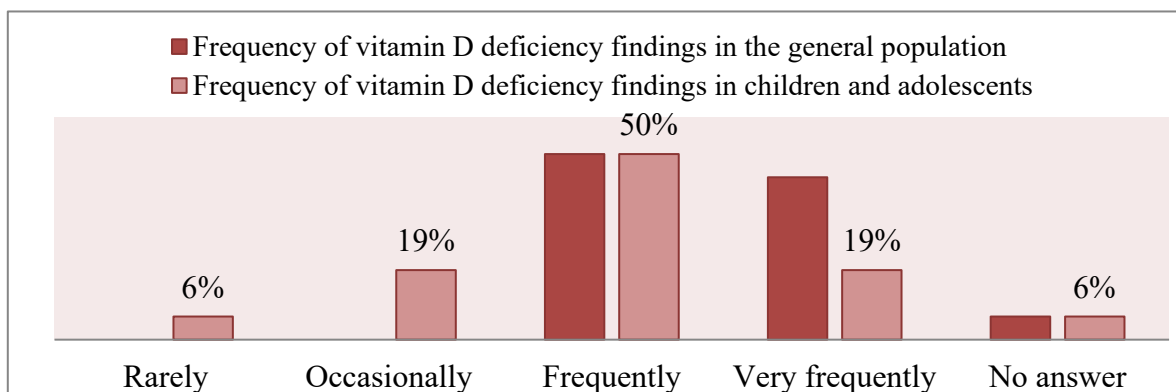 Frequency of vitamin D deficiency findings in the general population
Frequency of vitamin D deficiency findings in children and adolescents
50%
19%
19%
6%
6%
Rarely
Occasionally
Frequently
Very frequently
No answer